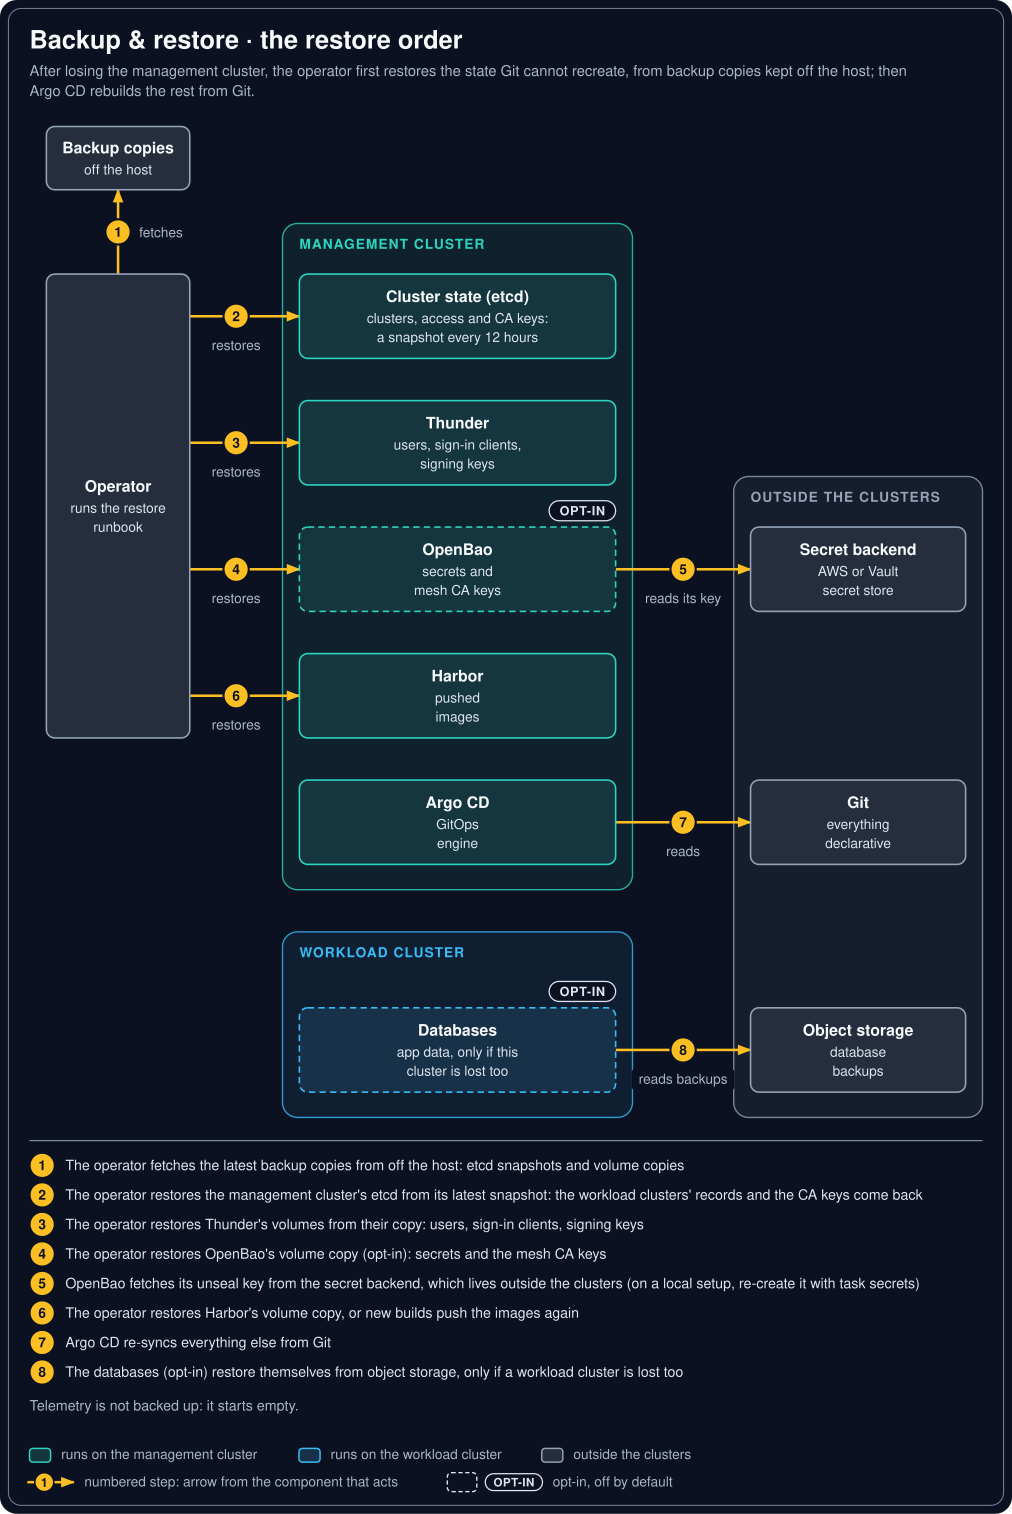 Backup & restore · the restore order
After losing the management cluster, the operator first restores the state Git cannot recreate, from backup copies kept off the host; then
Argo CD rebuilds the rest from Git.
Backup copies
off the host
1 fetches
MANAGEMENT CLUSTER
Cluster state (etcd)
clusters, access and CA keys:
a snapshot every 12 hours
2
restores
Thunder
users, sign-in clients,
signing keys
3
restores
Operator
runs the restore
runbook
OUTSIDE THE CLUSTERS
OPT-IN
OpenBao
secrets and
mesh CA keys
4
restores
5
reads its key
Secret backend
AWS or Vault
secret store
Harbor
pushed
images
6
restores
Argo CD
GitOps
engine
7
reads
Git
everything
declarative
WORKLOAD CLUSTER
OPT-IN
Databases
app data, only if this
cluster is lost too
8
reads backups
Object storage
database
backups
1 The operator fetches the latest backup copies from off the host: etcd snapshots and volume copies
2 The operator restores the management cluster's etcd from its latest snapshot: the workload clusters' records and the CA keys come back
3 The operator restores Thunder's volumes from their copy: users, sign-in clients, signing keys
4 The operator restores OpenBao's volume copy (opt-in): secrets and the mesh CA keys
5 OpenBao fetches its unseal key from the secret backend, which lives outside the clusters (on a local setup, re-create it with task secrets)
6 The operator restores Harbor's volume copy, or new builds push the images again
7 Argo CD re-syncs everything else from Git
8 The databases (opt-in) restore themselves from object storage, only if a workload cluster is lost too
Telemetry is not backed up: it starts empty.
runs on the management cluster
runs on the workload cluster
outside the clusters
1 numbered step: arrow from the component that acts
OPT-IN opt-in, off by default